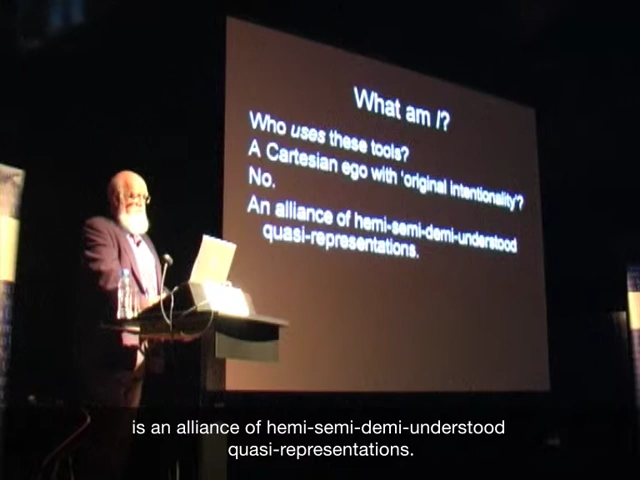 What am I?
Who uses these tools?
A Cartesian ego with 'original intentionality'?
No.
An alliance of hemi-semi-demi-understood
quasi-representations.
is an alliance of hemi-semi-demi-understood
quasi-representations.